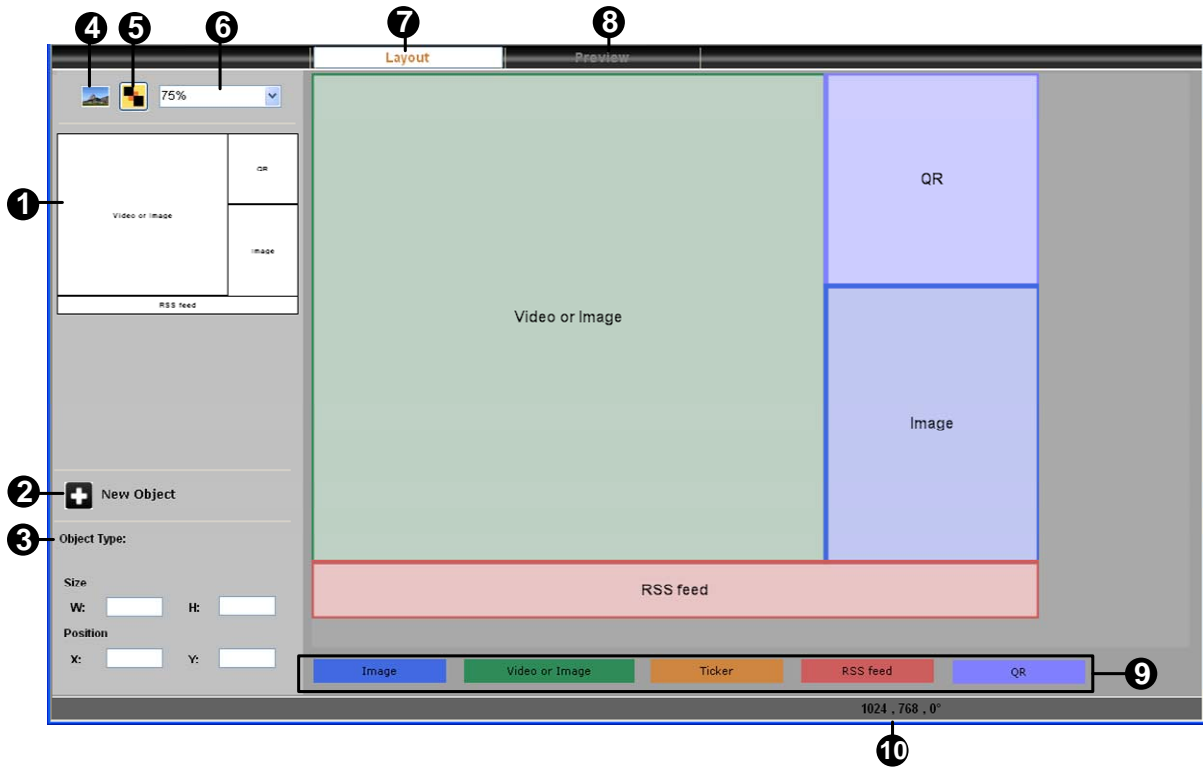 4 5 6 7 8
Layout Preview
75%
1
QR
Video or Image
Image
RSS feed
QR
Video or Image
Image
RSS feed
2 New Object
3 Object Type:
Size
W: H:
Position
X: Y:
Image Video or Image Ticker RSS feed QR 9
1024 , 768 , 0°
10